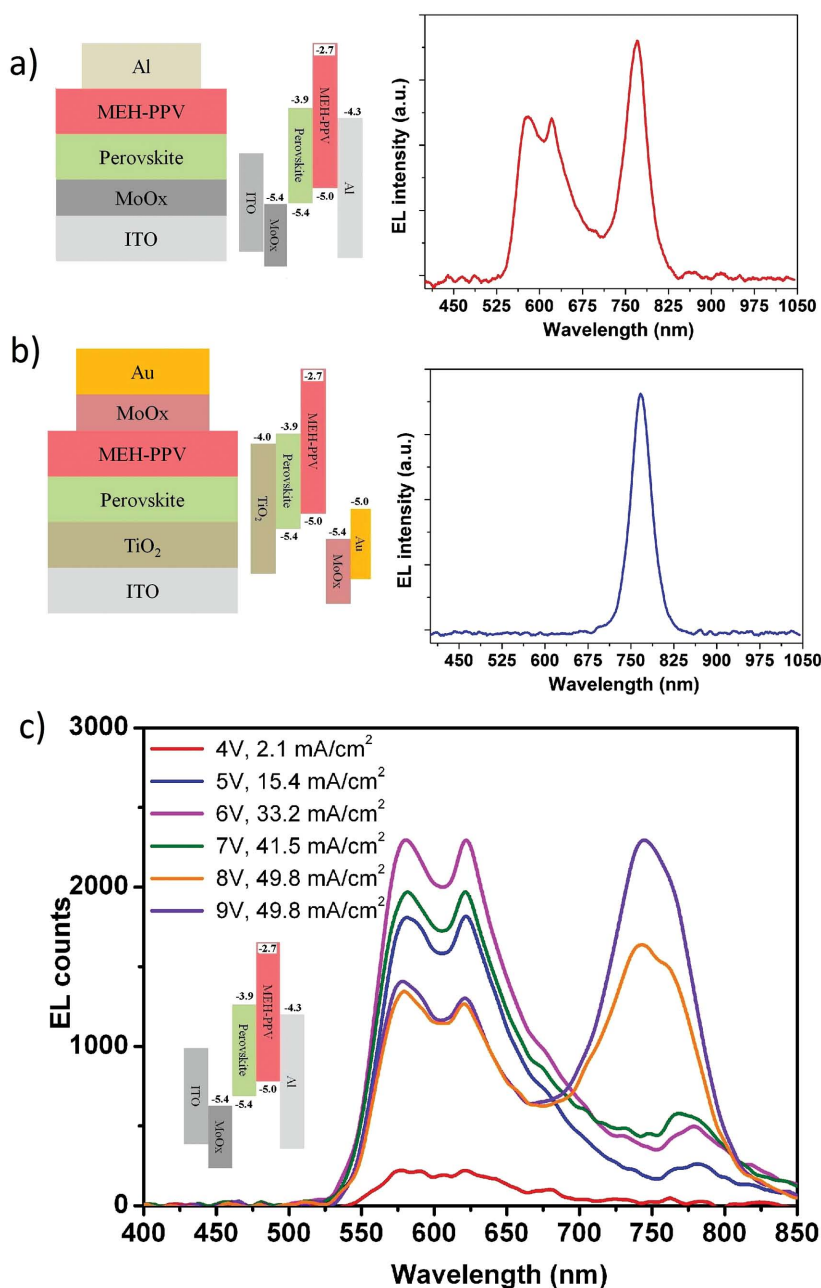 a)
Al
MEH-PPV
Perovskite
MoOx
ITO
ITO
-5.4
MoOx
-3.9
Perovskite
-5.4
-2.7
MEH-PPV
-5.0
-4.3
Al
EL intensity (a.u.)
450 525 600 675 750 825 900 975 1050
Wavelength (nm)
b)
Au
MoOx
MEH-PPV
Perovskite
TiO₂
ITO
-4.0
TiO₂
-3.9
Perovskite
-5.4
-2.7
MEH-PPV
-5.0
-5.4
MoOx
-5.0
Au
EL intensity (a.u.)
450 525 600 675 750 825 900 975 1050
Wavelength (nm)
c)
3000
2000
1000
0
EL counts
4V, 2.1 mA/cm²
5V, 15.4 mA/cm²
6V, 33.2 mA/cm²
7V, 41.5 mA/cm²
8V, 49.8 mA/cm²
9V, 49.8 mA/cm²
ITO
-5.4
MoOx
-3.9
Perovskite
-5.4
-2.7
MEH-PPV
-5.0
-4.3
Al
400 450 500 550 600 650 700 750 800 850
Wavelength (nm)